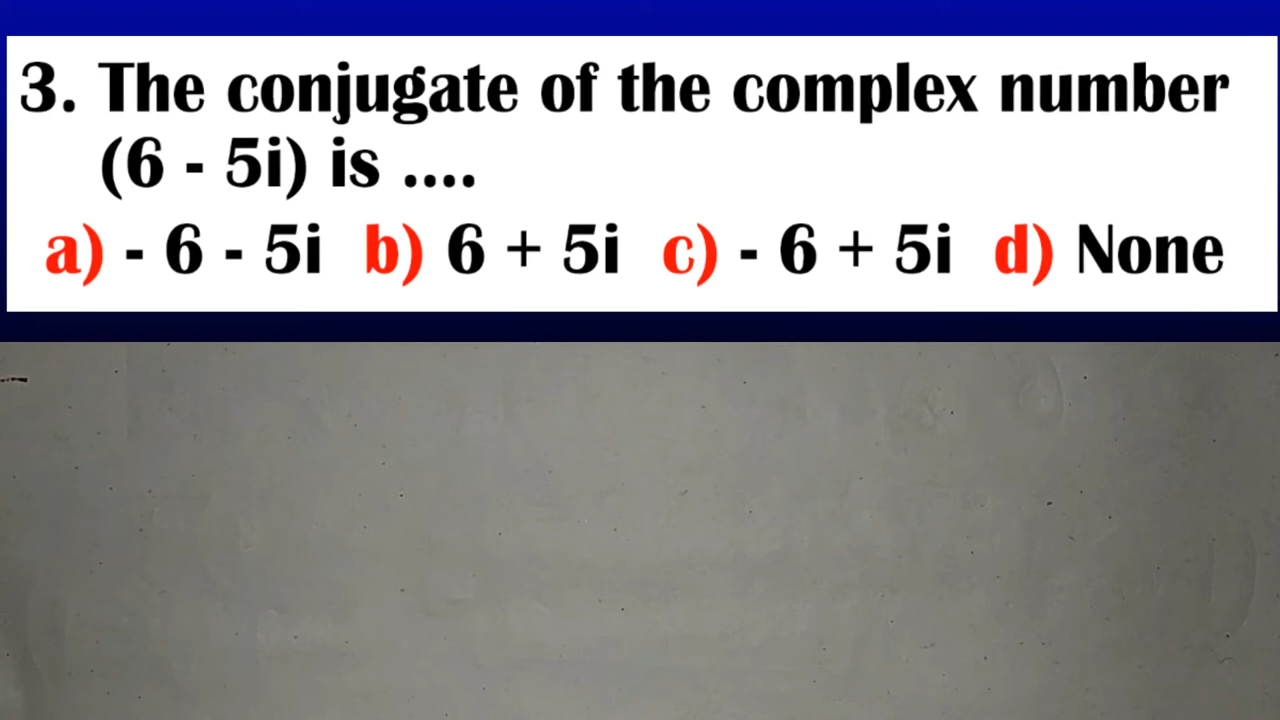 3. The conjugate of the complex number
(6 - 5i) is ....
a) - 6 - 5i b) 6 + 5i c) - 6 + 5i d) None